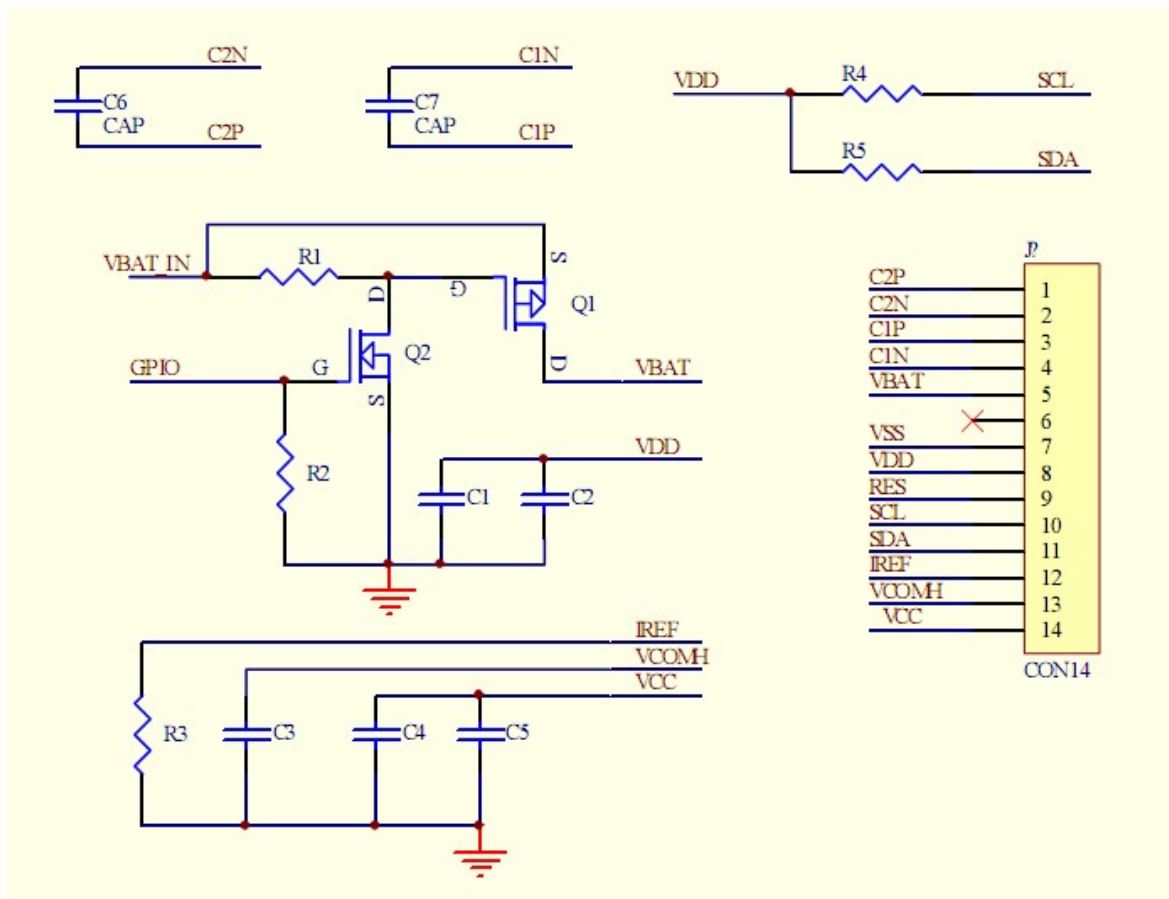 C2N
C6
CAP
C2P
C1N
C7
CAP
C1P
VDD
R4
SCL
R5
SDA
VBAT_IN
R1
S
D
G
Q1
GPIO
G
Q2
S
D
VBAT
R2
VDD
C1
C2
IREF
VCOMH
VCC
R3
C3
C4
C5
J?
C2P
1
C2N
2
C1P
3
C1N
4
VBAT
5
6
VSS
7
VDD
8
RES
9
SCL
10
SDA
11
IREF
12
VCOMH
13
VCC
14
CON14